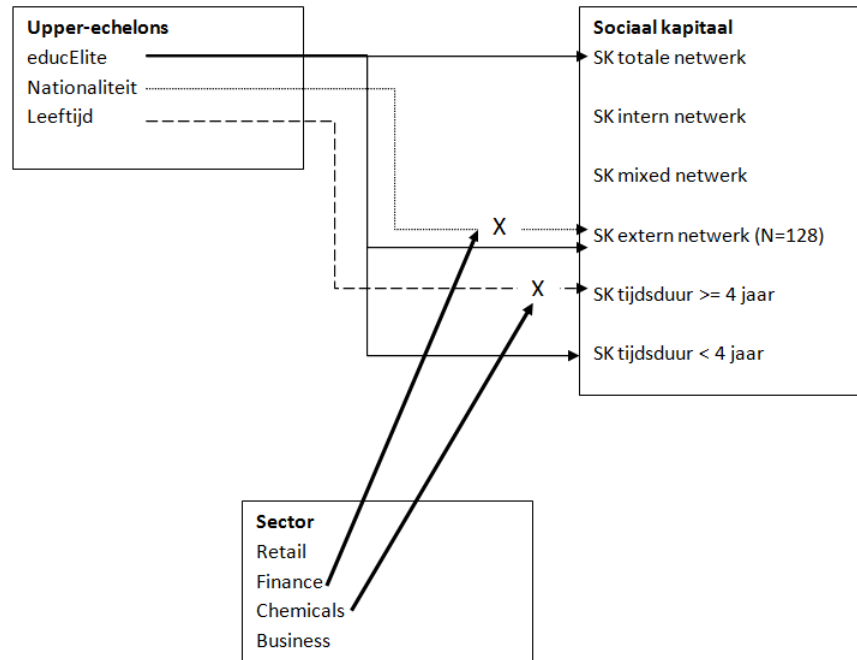 Upper-echelons
educElite
Nationaliteit
Leeftijd
Sociaal kapitaal
SK totale netwerk
SK intern netwerk
SK mixed netwerk
X
SK extern netwerk (N=128)
X
SK tijdsduur >= 4 jaar
SK tijdsduur < 4 jaar
Sector
Retail
Finance
Chemicals
Business